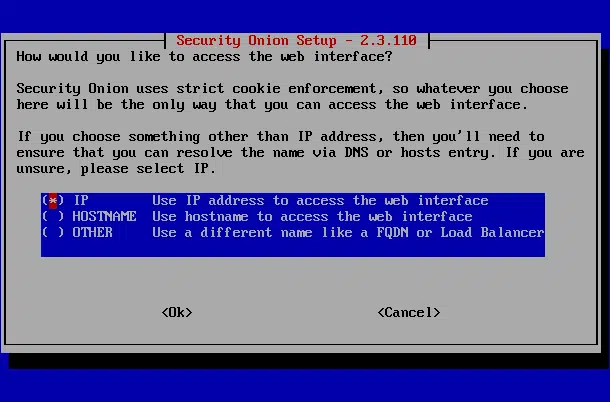 Security Onion Setup - 2.3.110
How would you like to access the web interface?
Security Onion uses strict cookie enforcement, so whatever you choose
here will be the only way that you can access the web interface.
If you choose something other than IP address, then you'll need to
ensure that you can resolve the name via DNS or hosts entry. If you are
unsure, please select IP.
(*) IP Use IP address to access the web interface
( ) HOSTNAME Use hostname to access the web interface
( ) OTHER Use a different name like a FQDN or Load Balancer
<Ok> <Cancel>